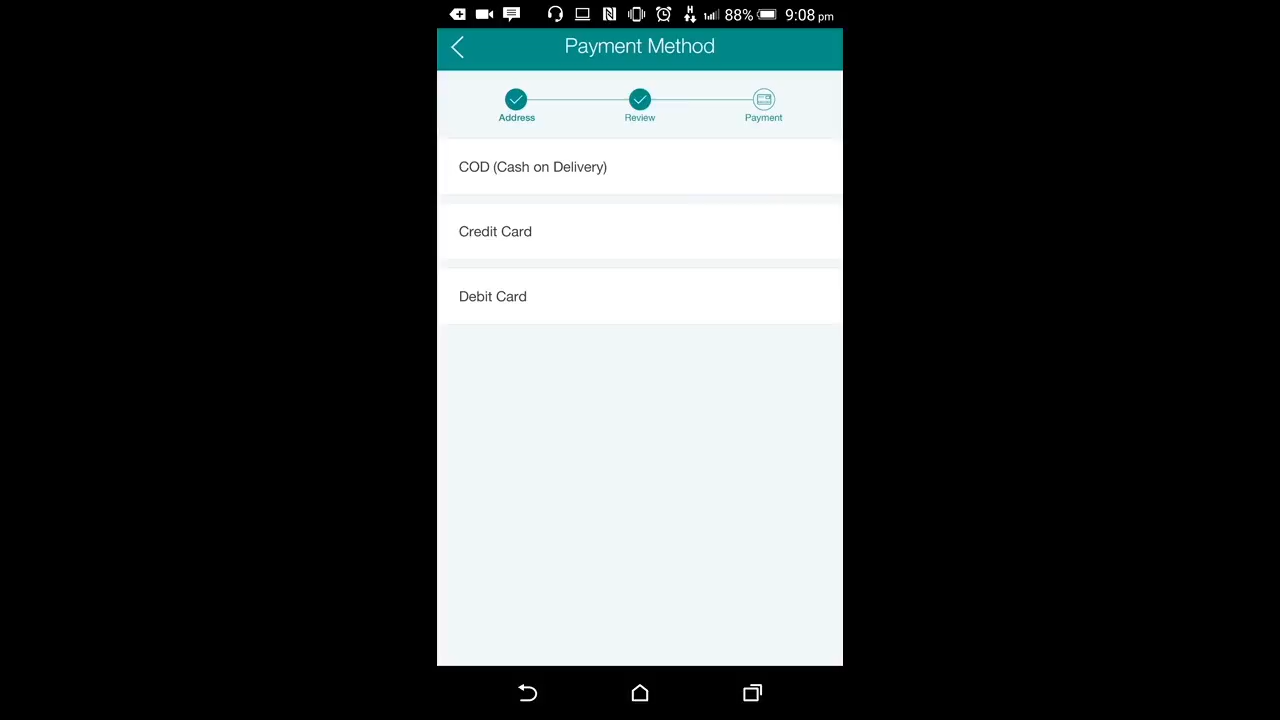 88% 9:08 pm
Payment Method
Address Review Payment
COD (Cash on Delivery)
Credit Card
Debit Card